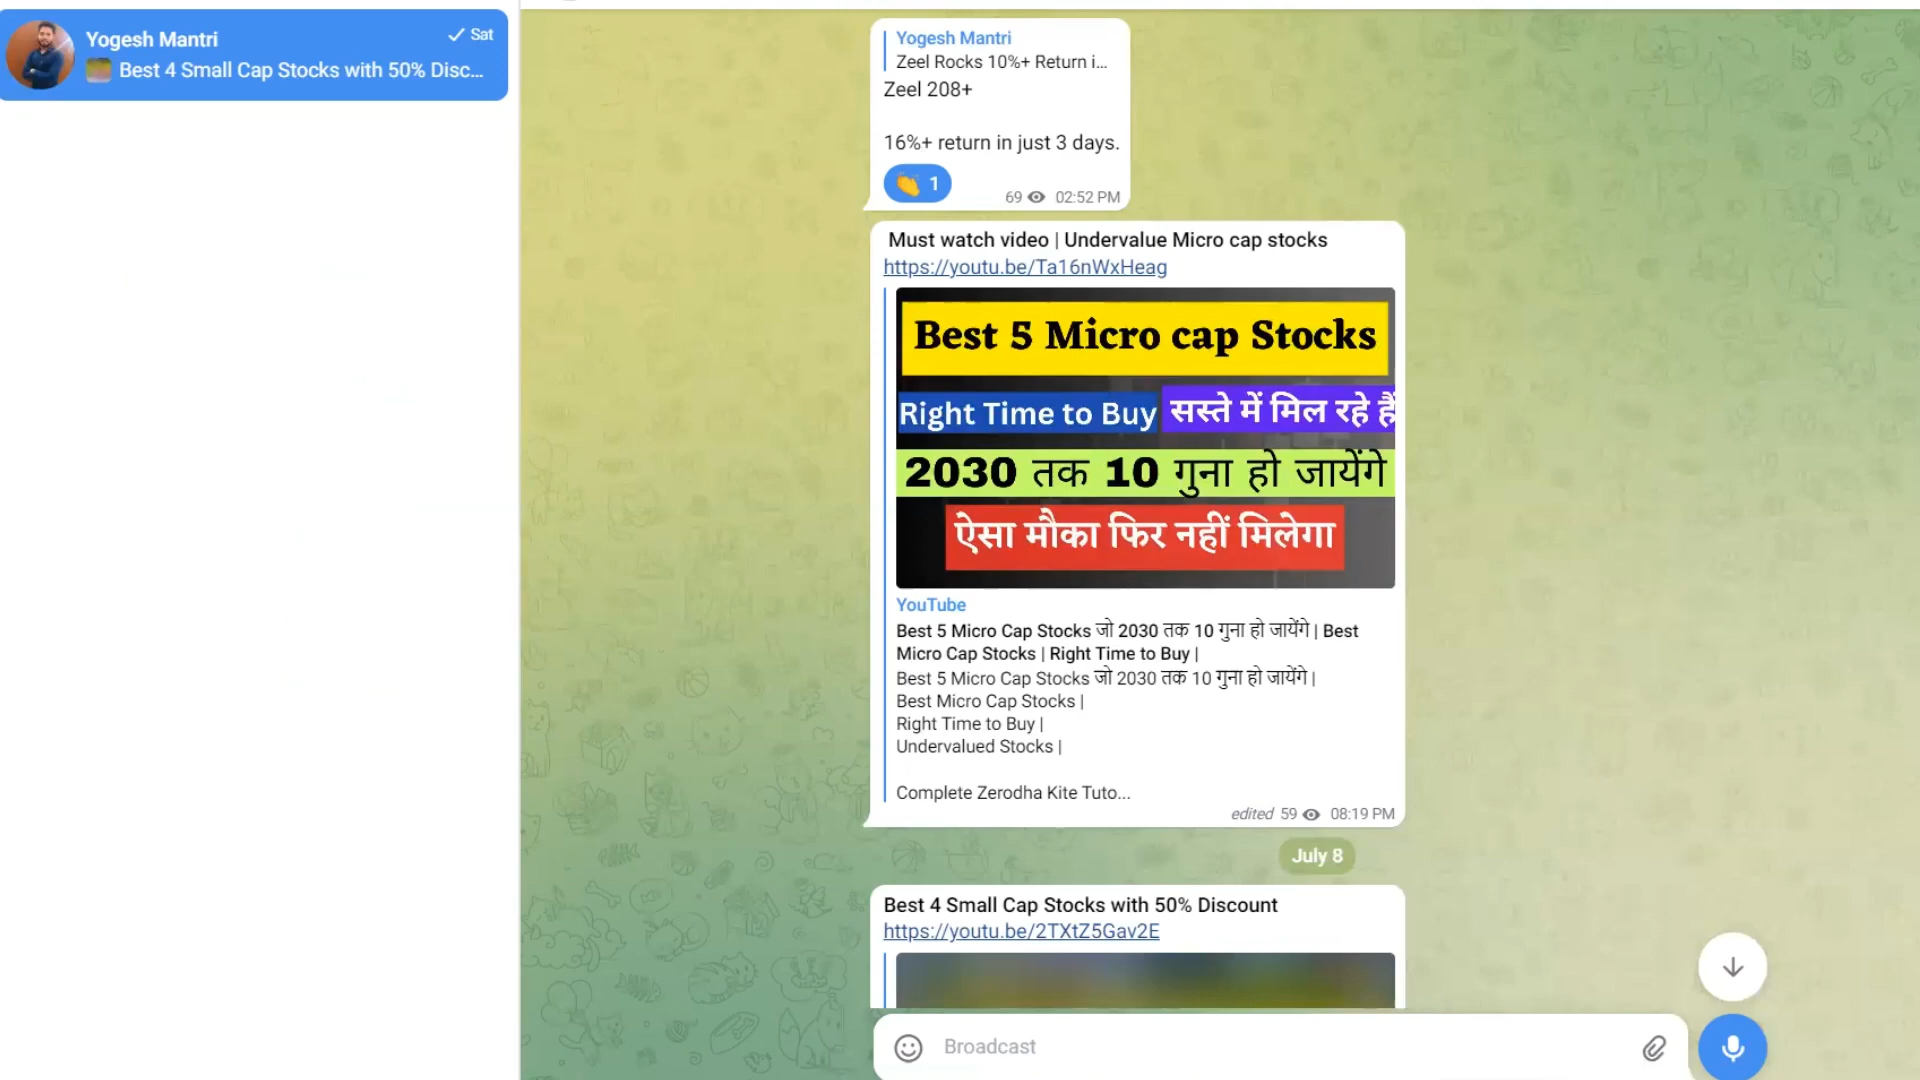 Yogesh Mantri
Sat
Best 4 Small Cap Stocks with 50% Disc...
Yogesh Mantri
Zeel Rocks 10%+ Return i...
Zeel 208+
16%+ return in just 3 days.
1
69 02:52 PM
Must watch video | Undervalue Micro cap stocks
https://youtu.be/Ta16nWxHeag
Best 5 Micro cap Stocks
Right Time to Buy सस्ते में मिल रहे हैं
2030 तक 10 गुना हो जायेंगे
ऐसा मौका फिर नहीं मिलेगा
YouTube
Best 5 Micro Cap Stocks जो 2030 तक 10 गुना हो जायेंगे | Best
Micro Cap Stocks | Right Time to Buy |
Best 5 Micro Cap Stocks जो 2030 तक 10 गुना हो जायेंगे |
Best Micro Cap Stocks |
Right Time to Buy |
Undervalued Stocks |
Complete Zerodha Kite Tuto...
edited 59 08:19 PM
July 8
Best 4 Small Cap Stocks with 50% Discount
https://youtu.be/2TXtZ5Gav2E
Broadcast